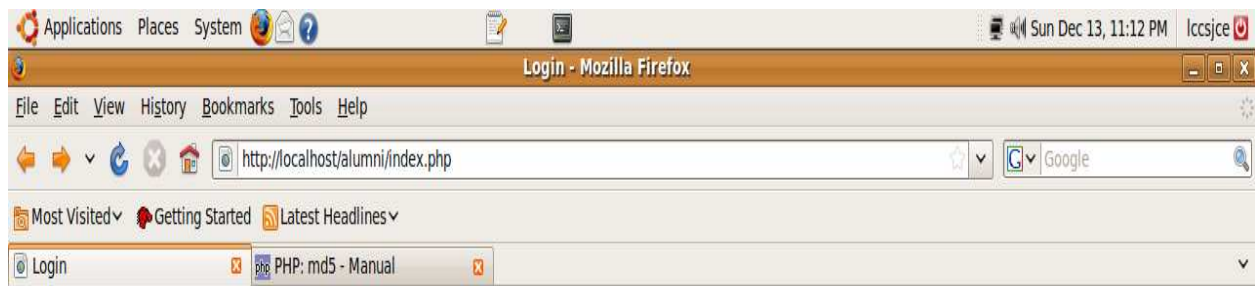 Applications Places System Sun Dec 13, 11:12 PM lccsjce
Login - Mozilla Firefox
File Edit View History Bookmarks Tools Help
http://localhost/alumni/index.php G Google
Most Visited Getting Started Latest Headlines
Login php PHP: md5 - Manual